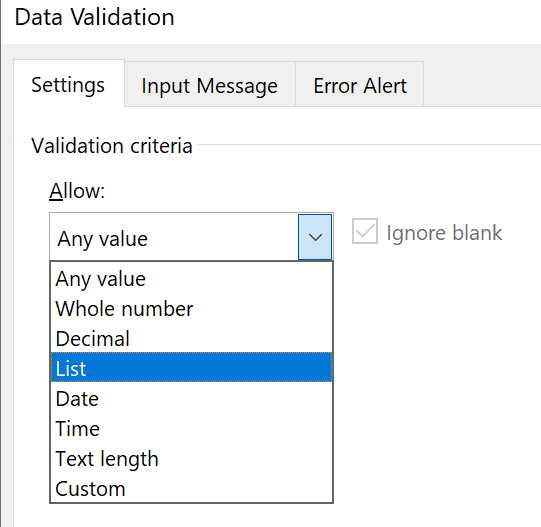 Data Validation
Settings
Input Message
Error Alert
Validation criteria
Allow:
Any value
Ignore blank
Any value
Whole number
Decimal
List
Date
Time
Text length
Custom